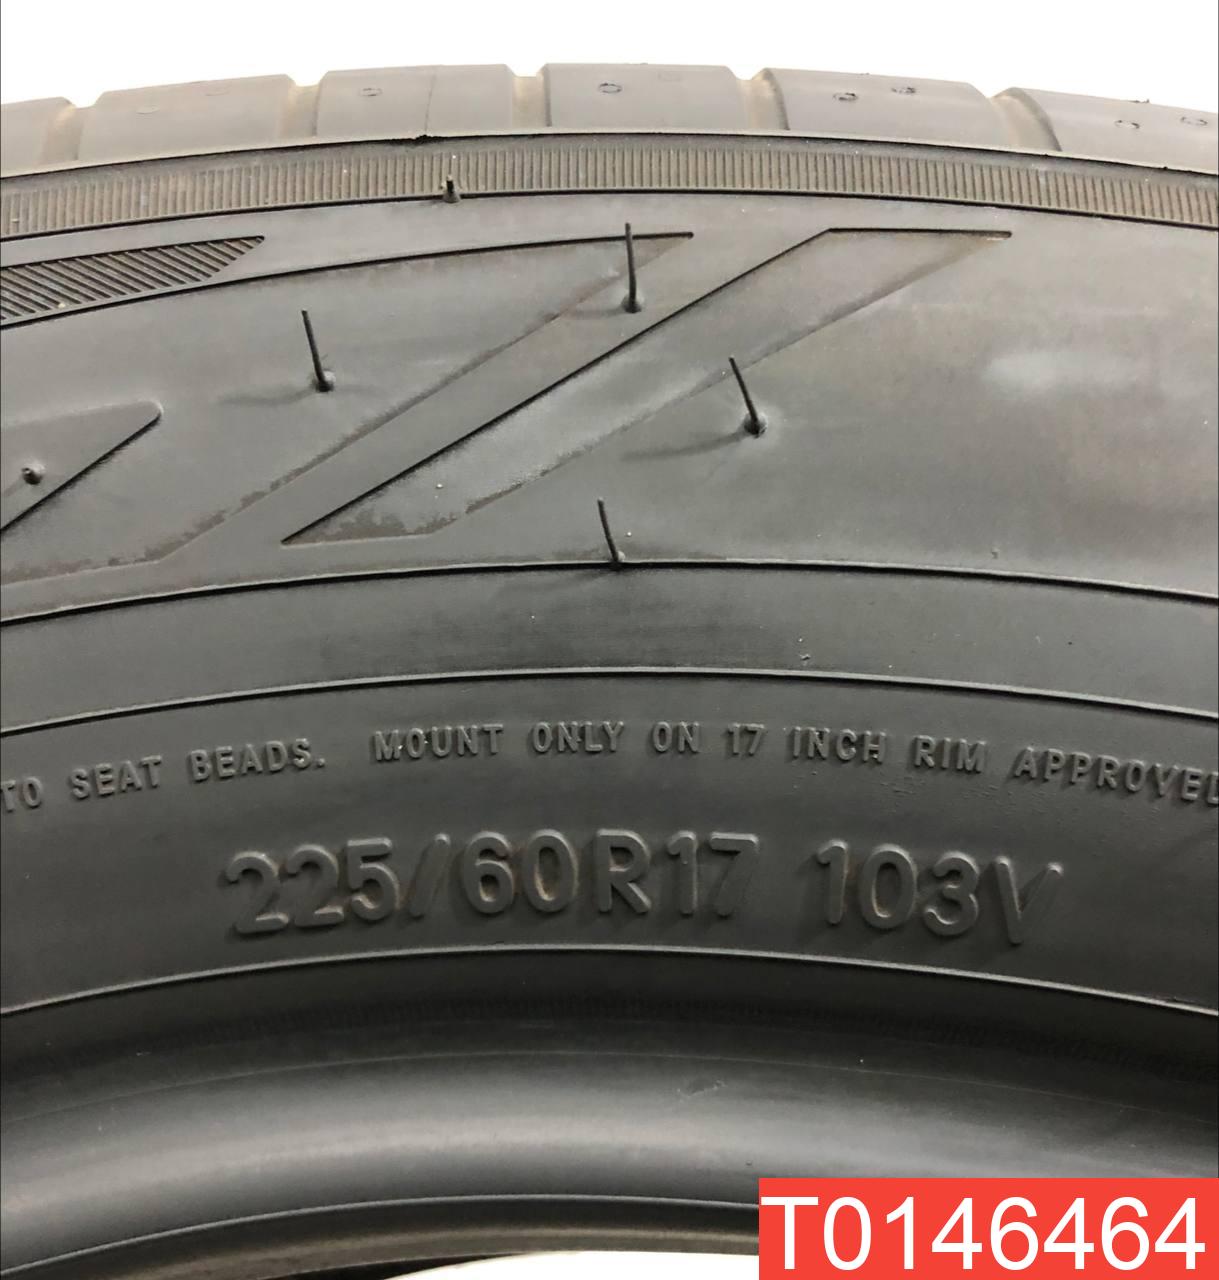 TO SEAT BEADS. MOUNT ONLY ON 17 INCH RIM APPROVED
225/60R17 103V
T0146464